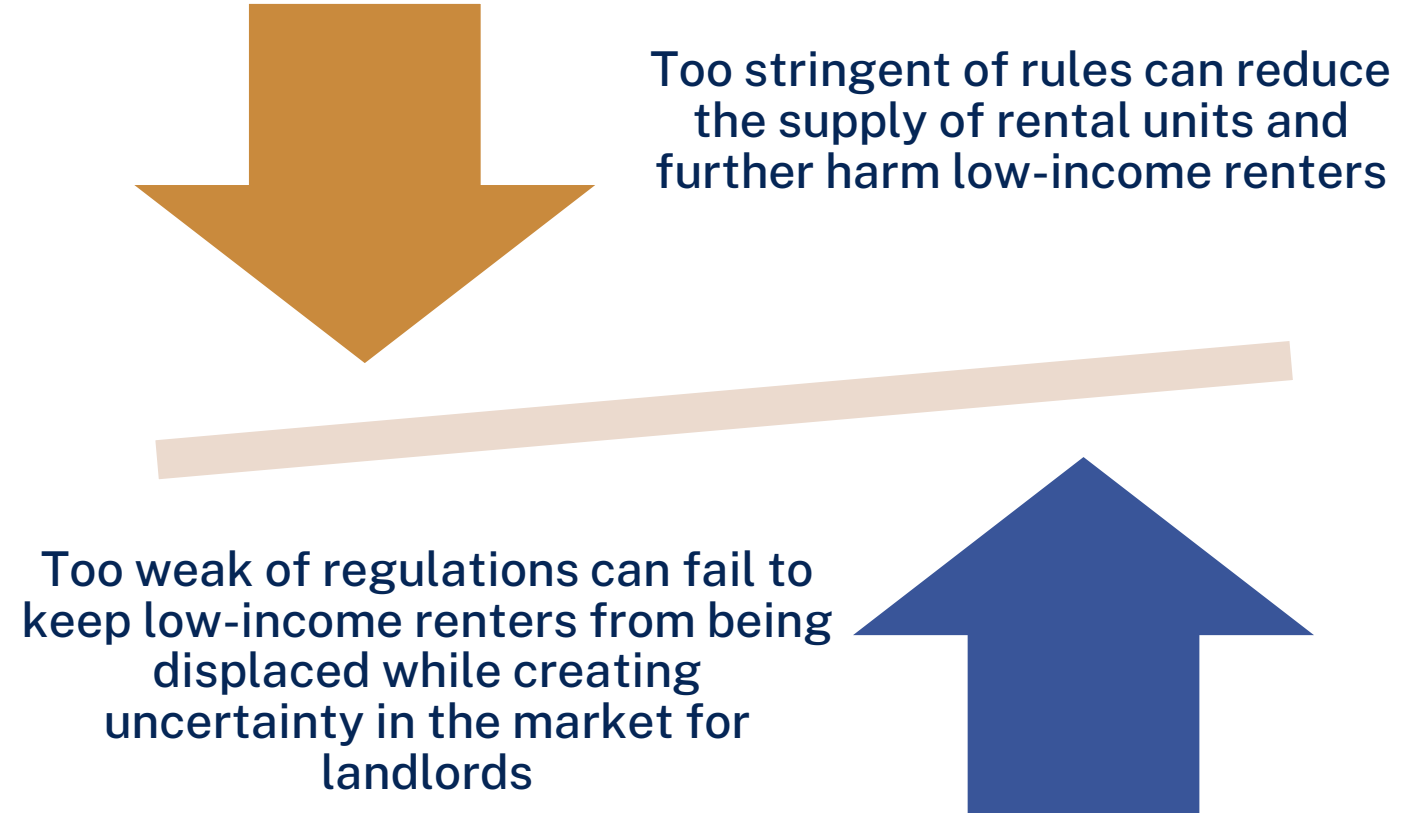 Too stringent of rules can reduce
the supply of rental units and
further harm low-income renters
Too weak of regulations can fail to
keep low-income renters from being
displaced while creating
uncertainty in the market for
landlords